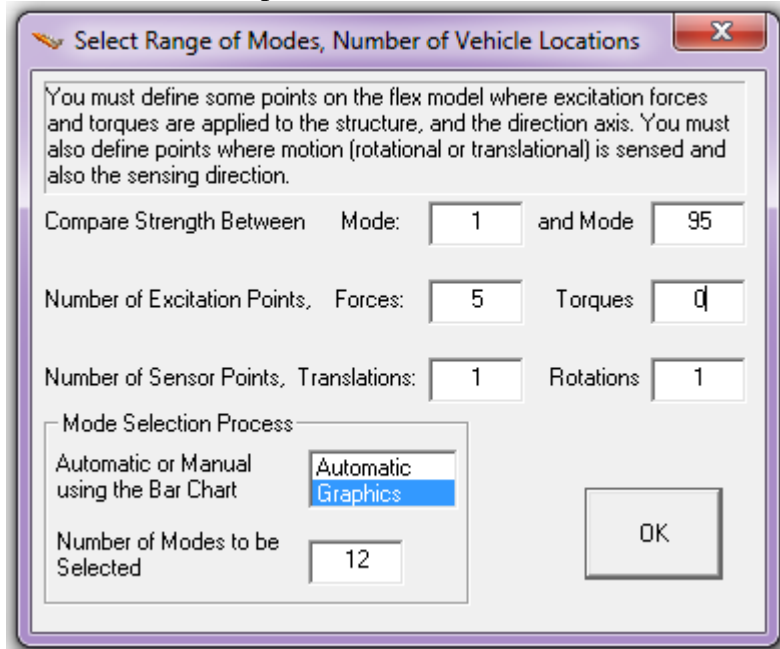 Select Range of Modes, Number of Vehicle Locations
You must define some points on the flex model where excitation forces
and torques are applied to the structure, and the direction axis. You must
also define points where motion (rotational or translational) is sensed and
also the sensing direction.
Compare Strength Between Mode: 1 and Mode 95
Number of Excitation Points, Forces: 5 Torques 0
Number of Sensor Points, Translations: 1 Rotations 1
Mode Selection Process
Automatic or Manual
using the Bar Chart
Automatic
Graphics
Number of Modes to be
Selected
12
OK